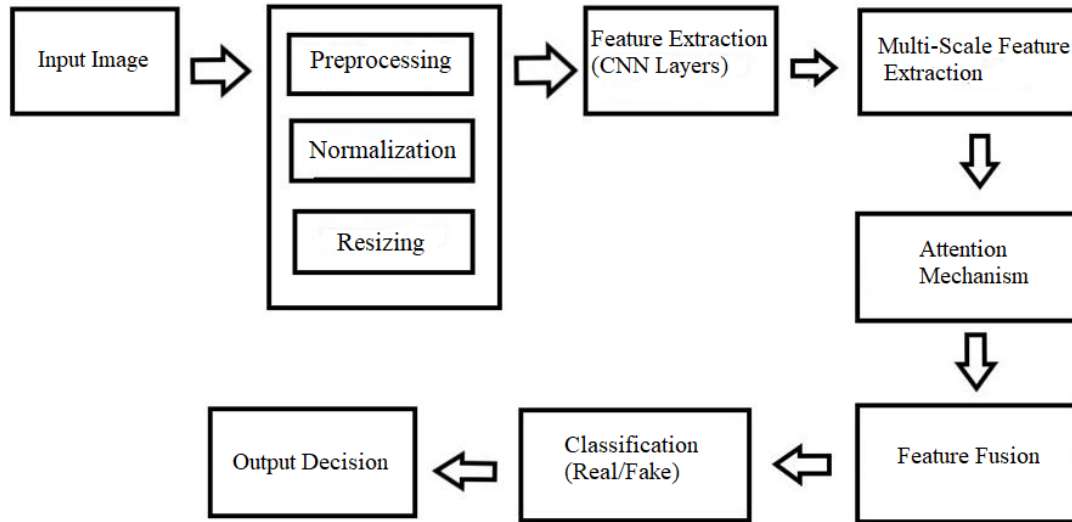 Input Image
Preprocessing
Normalization
Resizing
Feature Extraction
(CNN Layers)
Multi-Scale Feature
Extraction
Attention
Mechanism
Feature Fusion
Classification
(Real/Fake)
Output Decision